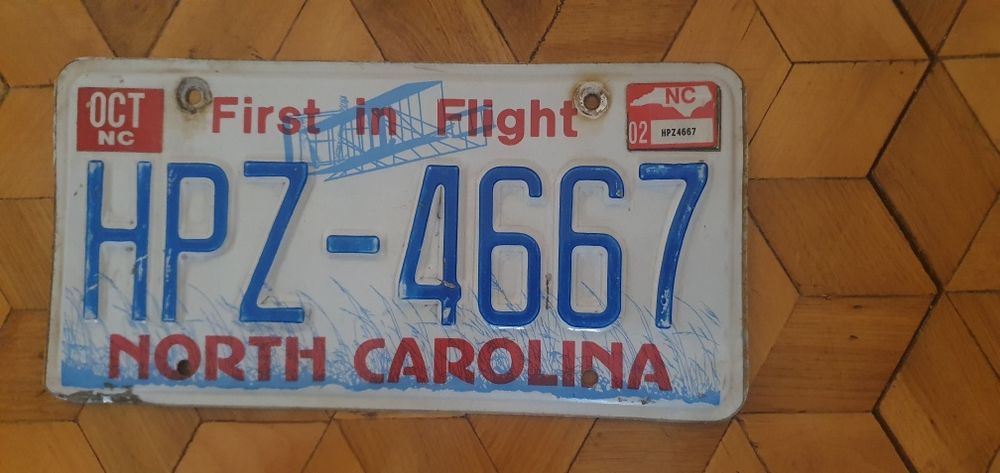 OCT
NC
First in Flight
NC
02 HPZ4667
HPZ-4667
NORTH CAROLINA